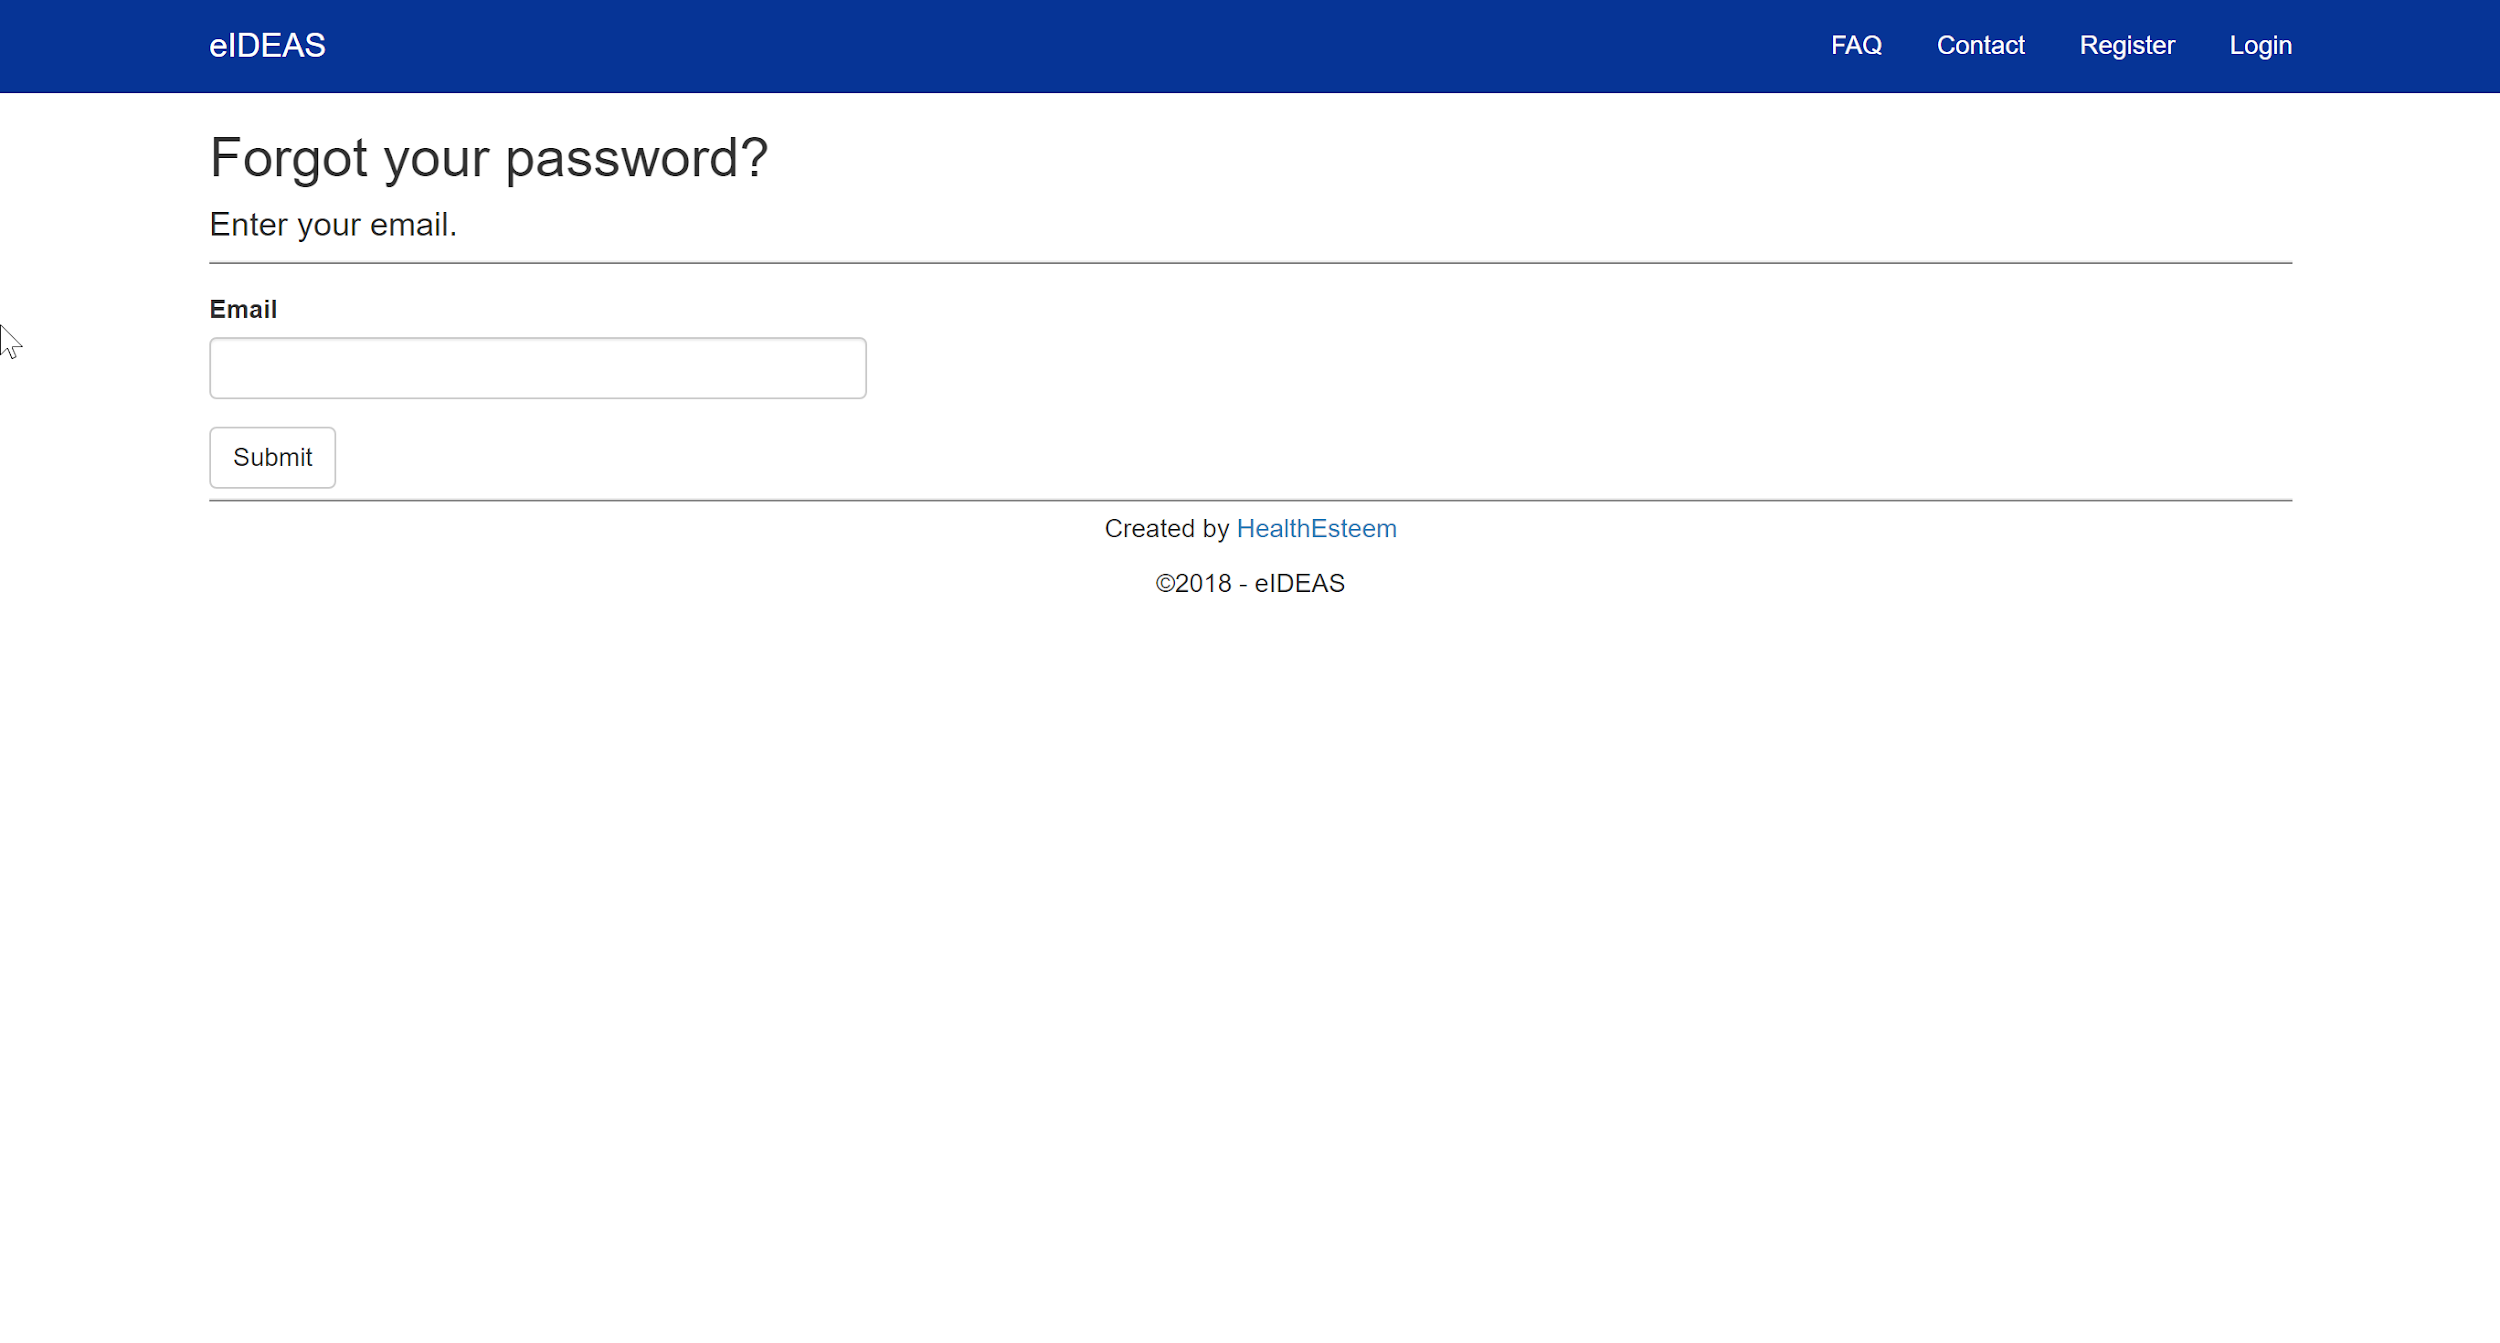 eIDEAS
FAQ Contact Register Login
Forgot your password?
Enter your email.
Email
Submit
Created by HealthEsteem
©2018 - eIDEAS